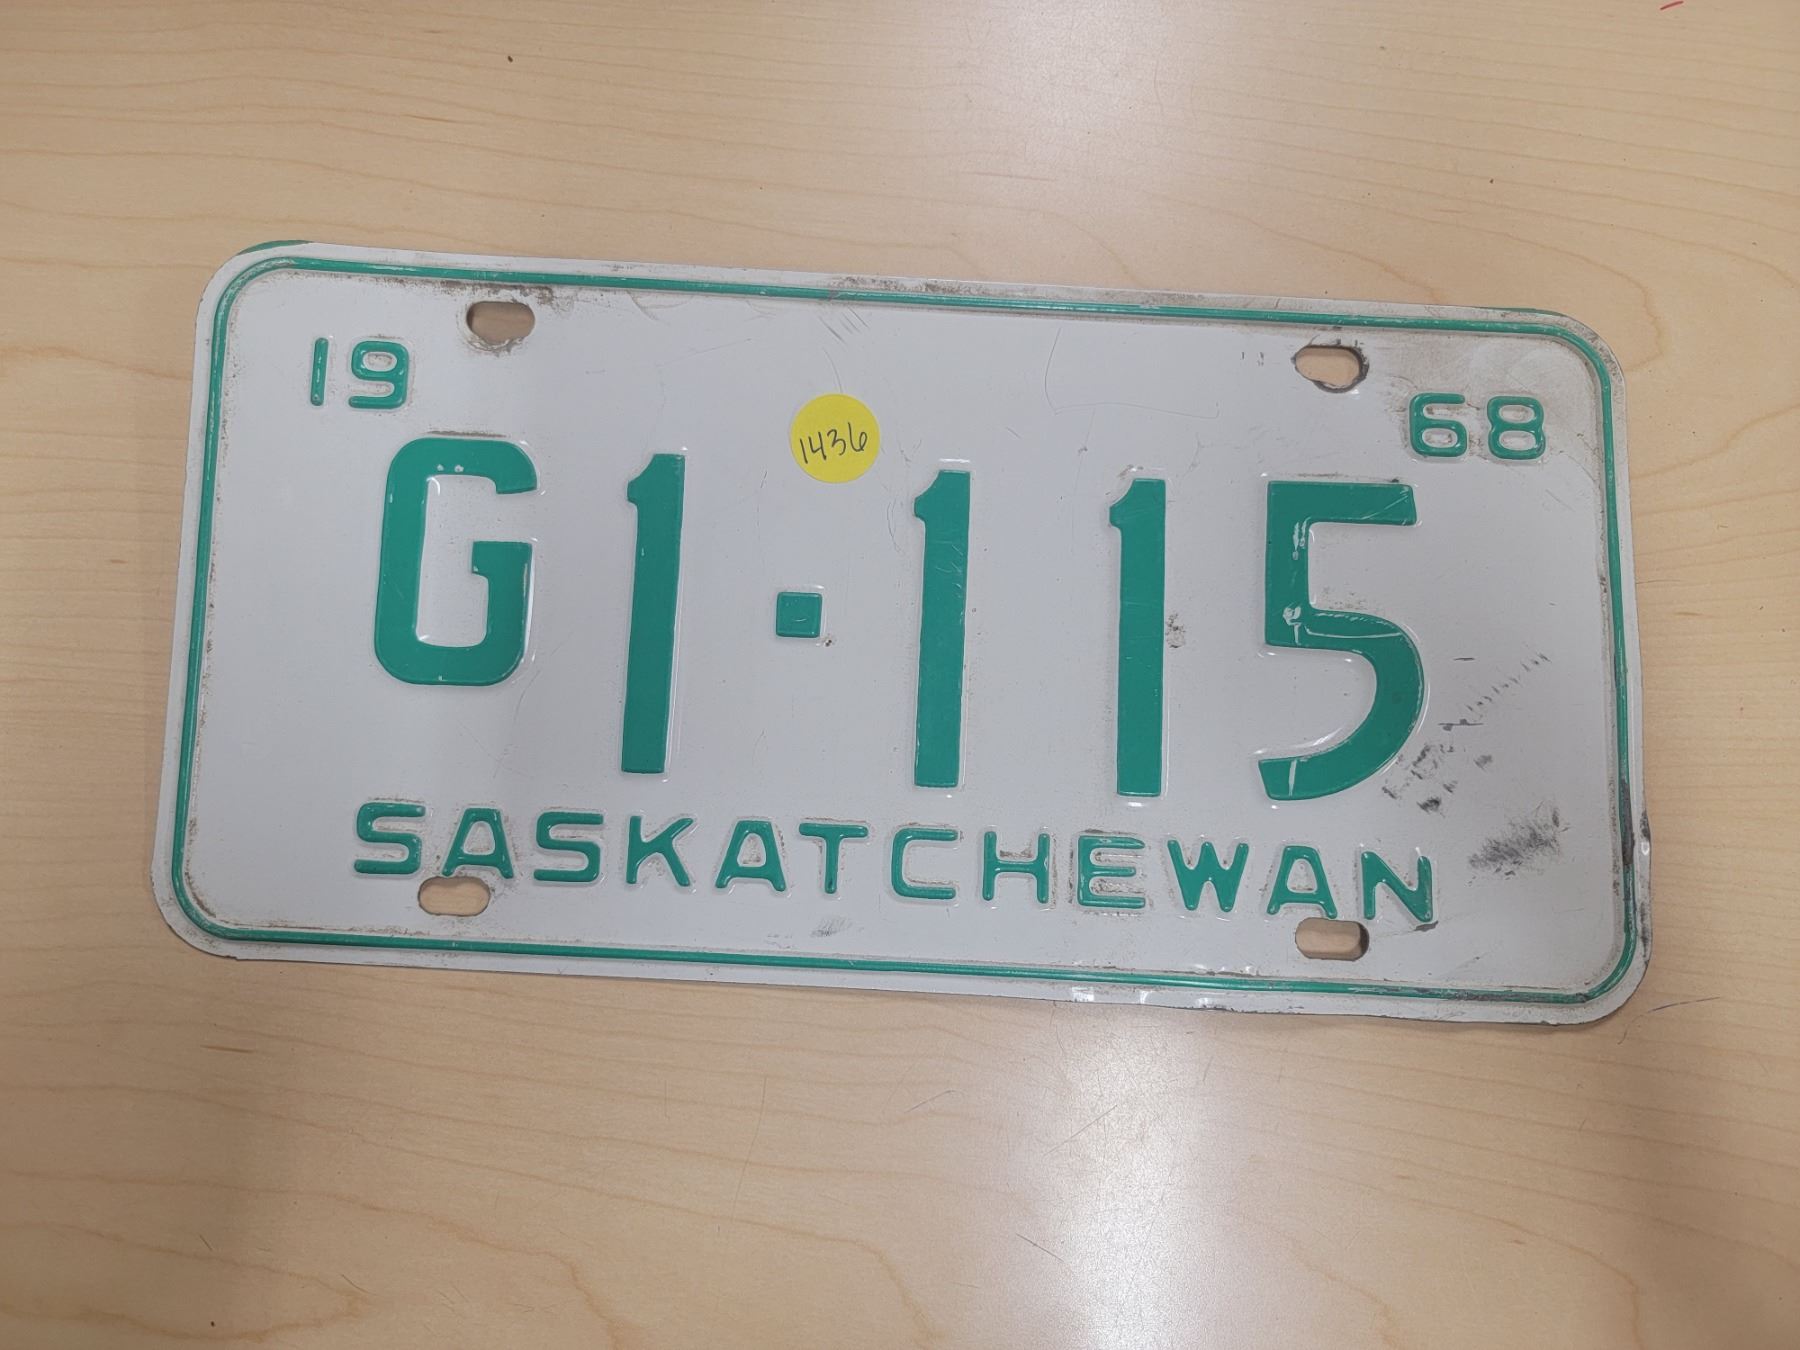 19 68
1436
G1·115
SASKATCHEWAN